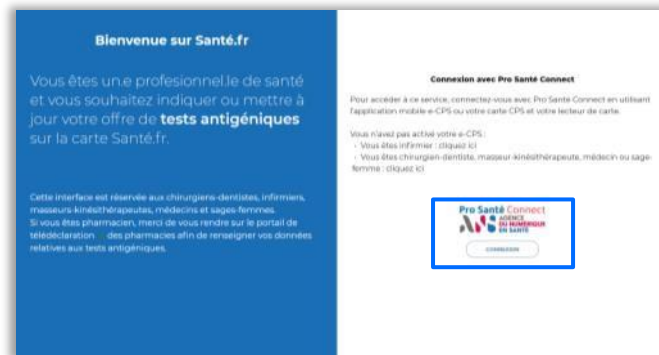 Bienvenue sur Santé.fr
Vous êtes un.e profesionnel.le de santé
et vous souhaitez indiquer ou mettre à
jour votre offre de tests antigéniques
sur la carte Santé.fr.
Cette interface est réservée aux chirurgiens-dentistes, infirmiers,
masseurs-kinésithérapeutes, médecins et sages-femmes.
Si vous êtes pharmacien, merci de vous rendre sur le portail de
télédéclaration des pharmacies afin de renseigner vos données
relatives aux tests antigéniques.
Connexion avec Pro Santé Connect
Pour accéder à ce service, connectez-vous avec Pro Santé Connect en utilisant
l'application mobile e-CPS ou votre carte CPS et votre lecteur de carte.
Vous n'avez pas activé votre e-CPS :
- Vous êtes infirmier : cliquez ici
- Vous êtes chirurgien-dentiste, masseur-kinésithérapeute, médecin ou sage-
femme : cliquez ici
Pro Santé Connect
AGENCE
DU NUMÉRIQUE
EN SANTÉ
CONNEXION